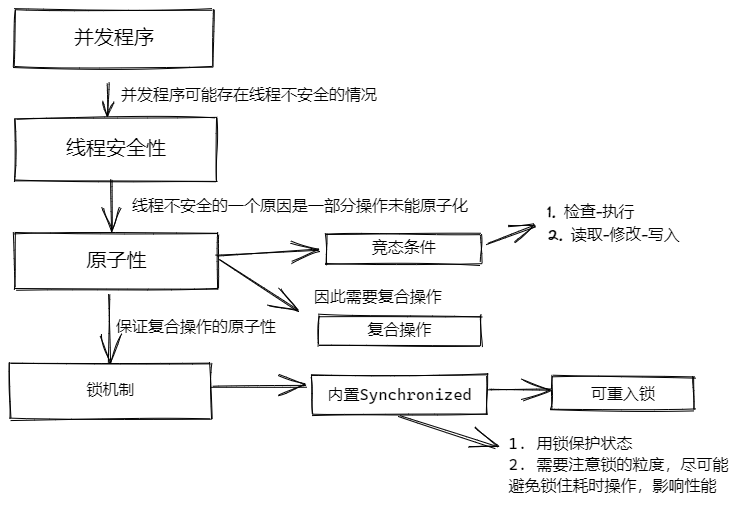 并发程序
并发程序可能存在线程不安全的情况
线程安全性
线程不安全的一个原因是一部分操作未能原子化
1. 检查-执行
2. 读取-修改-写入
原子性
竞态条件
因此需要复合操作
保证复合操作的原子性
复合操作
锁机制
内置Synchronized
可重入锁
1. 用锁保护状态
2. 需要注意锁的粒度，尽可能
避免锁住耗时操作，影响性能